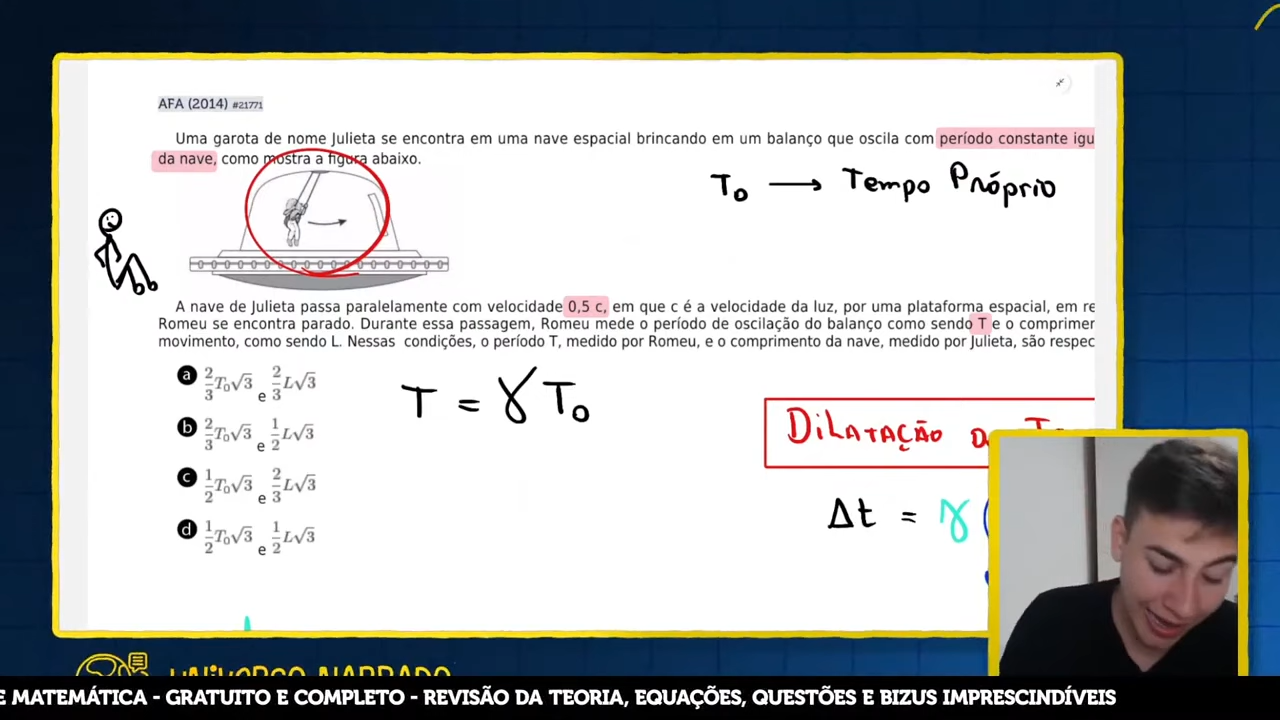 AFA (2014) #21771
Uma garota de nome Julieta se encontra em uma nave espacial brincando em um balanço que oscila com período constante igu
da nave, como mostra a figura abaixo.
T₀ → Tempo Próprio
A nave de Julieta passa paralelamente com velocidade 0,5 c, em que c é a velocidade da luz, por uma plataforma espacial, em re
Romeu se encontra parado. Durante essa passagem, Romeu mede o período de oscilação do balanço como sendo T e o comprimer
movimento, como sendo L. Nessas condições, o período T, medido por Romeu, e o comprimento da nave, medido por Julieta, são respec
a 2/3 T₀√3 e 2/3 L√3
b 2/3 T₀√3 e 1/2 L√3
c 1/2 T₀√3 e 2/3 L√3
d 1/2 T₀√3 e 1/2 L√3
T = γ T₀
DiLATAÇÃO
Δt = γ (
UNIVERSO NARRADO
E MATEMÁTICA - GRATUITO E COMPLETO - REVISÃO DA TEORIA, EQUAÇÕES, QUESTÕES E BIZUS IMPRESCINDÍVEIS